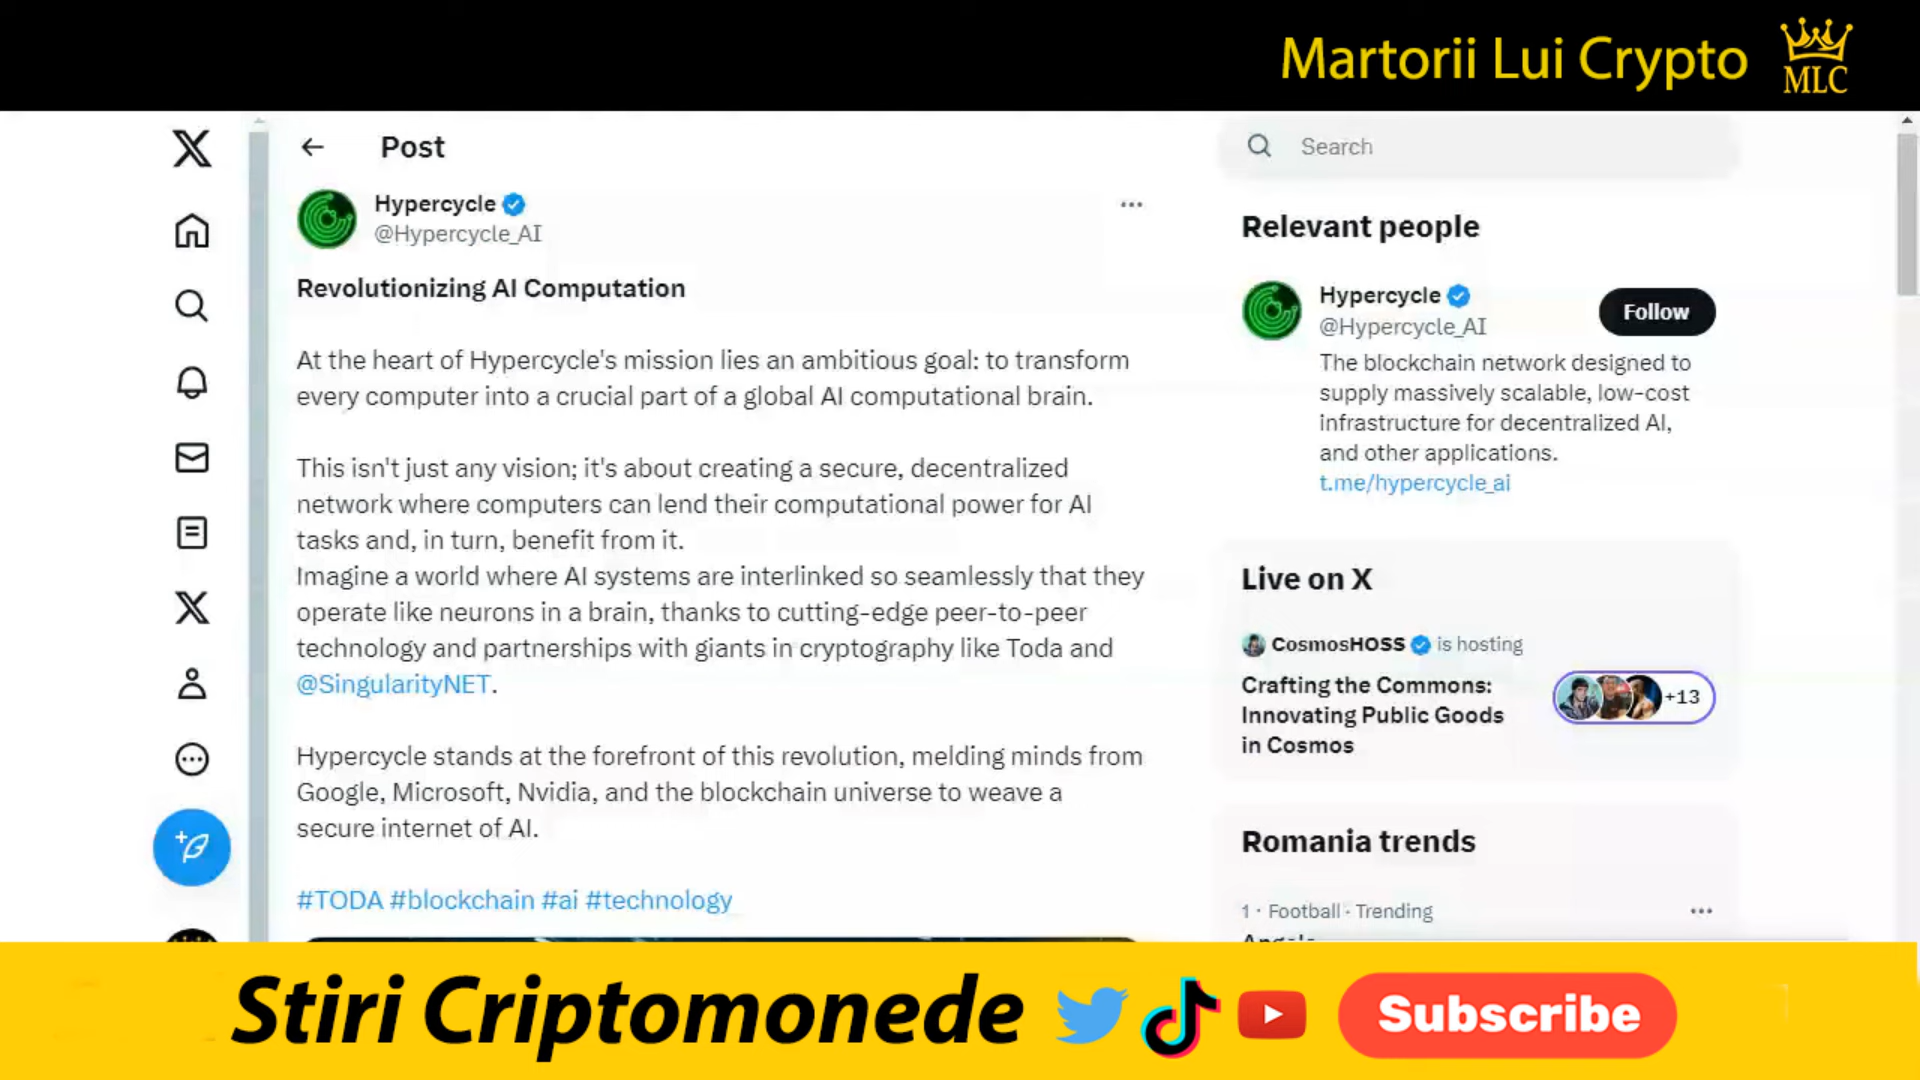 Martorii Lui Crypto
MLC
Post
Hypercycle
@Hypercycle_AI
Revolutionizing AI Computation
At the heart of Hypercycle's mission lies an ambitious goal: to transform
every computer into a crucial part of a global AI computational brain.
This isn't just any vision; it's about creating a secure, decentralized
network where computers can lend their computational power for AI
tasks and, in turn, benefit from it.
Imagine a world where AI systems are interlinked so seamlessly that they
operate like neurons in a brain, thanks to cutting-edge peer-to-peer
technology and partnerships with giants in cryptography like Toda and
@SingularityNET.
Hypercycle stands at the forefront of this revolution, melding minds from
Google, Microsoft, Nvidia, and the blockchain universe to weave a
secure internet of AI.
#TODA #blockchain #ai #technology
Search
Relevant people
Hypercycle
@Hypercycle_AI
Follow
The blockchain network designed to
supply massively scalable, low-cost
infrastructure for decentralized AI,
and other applications.
t.me/hypercycle_ai
Live on X
CosmosHOSS is hosting
Crafting the Commons:
Innovating Public Goods
in Cosmos
+13
Romania trends
1 · Football · Trending
Stiri Criptomonede
Subscribe